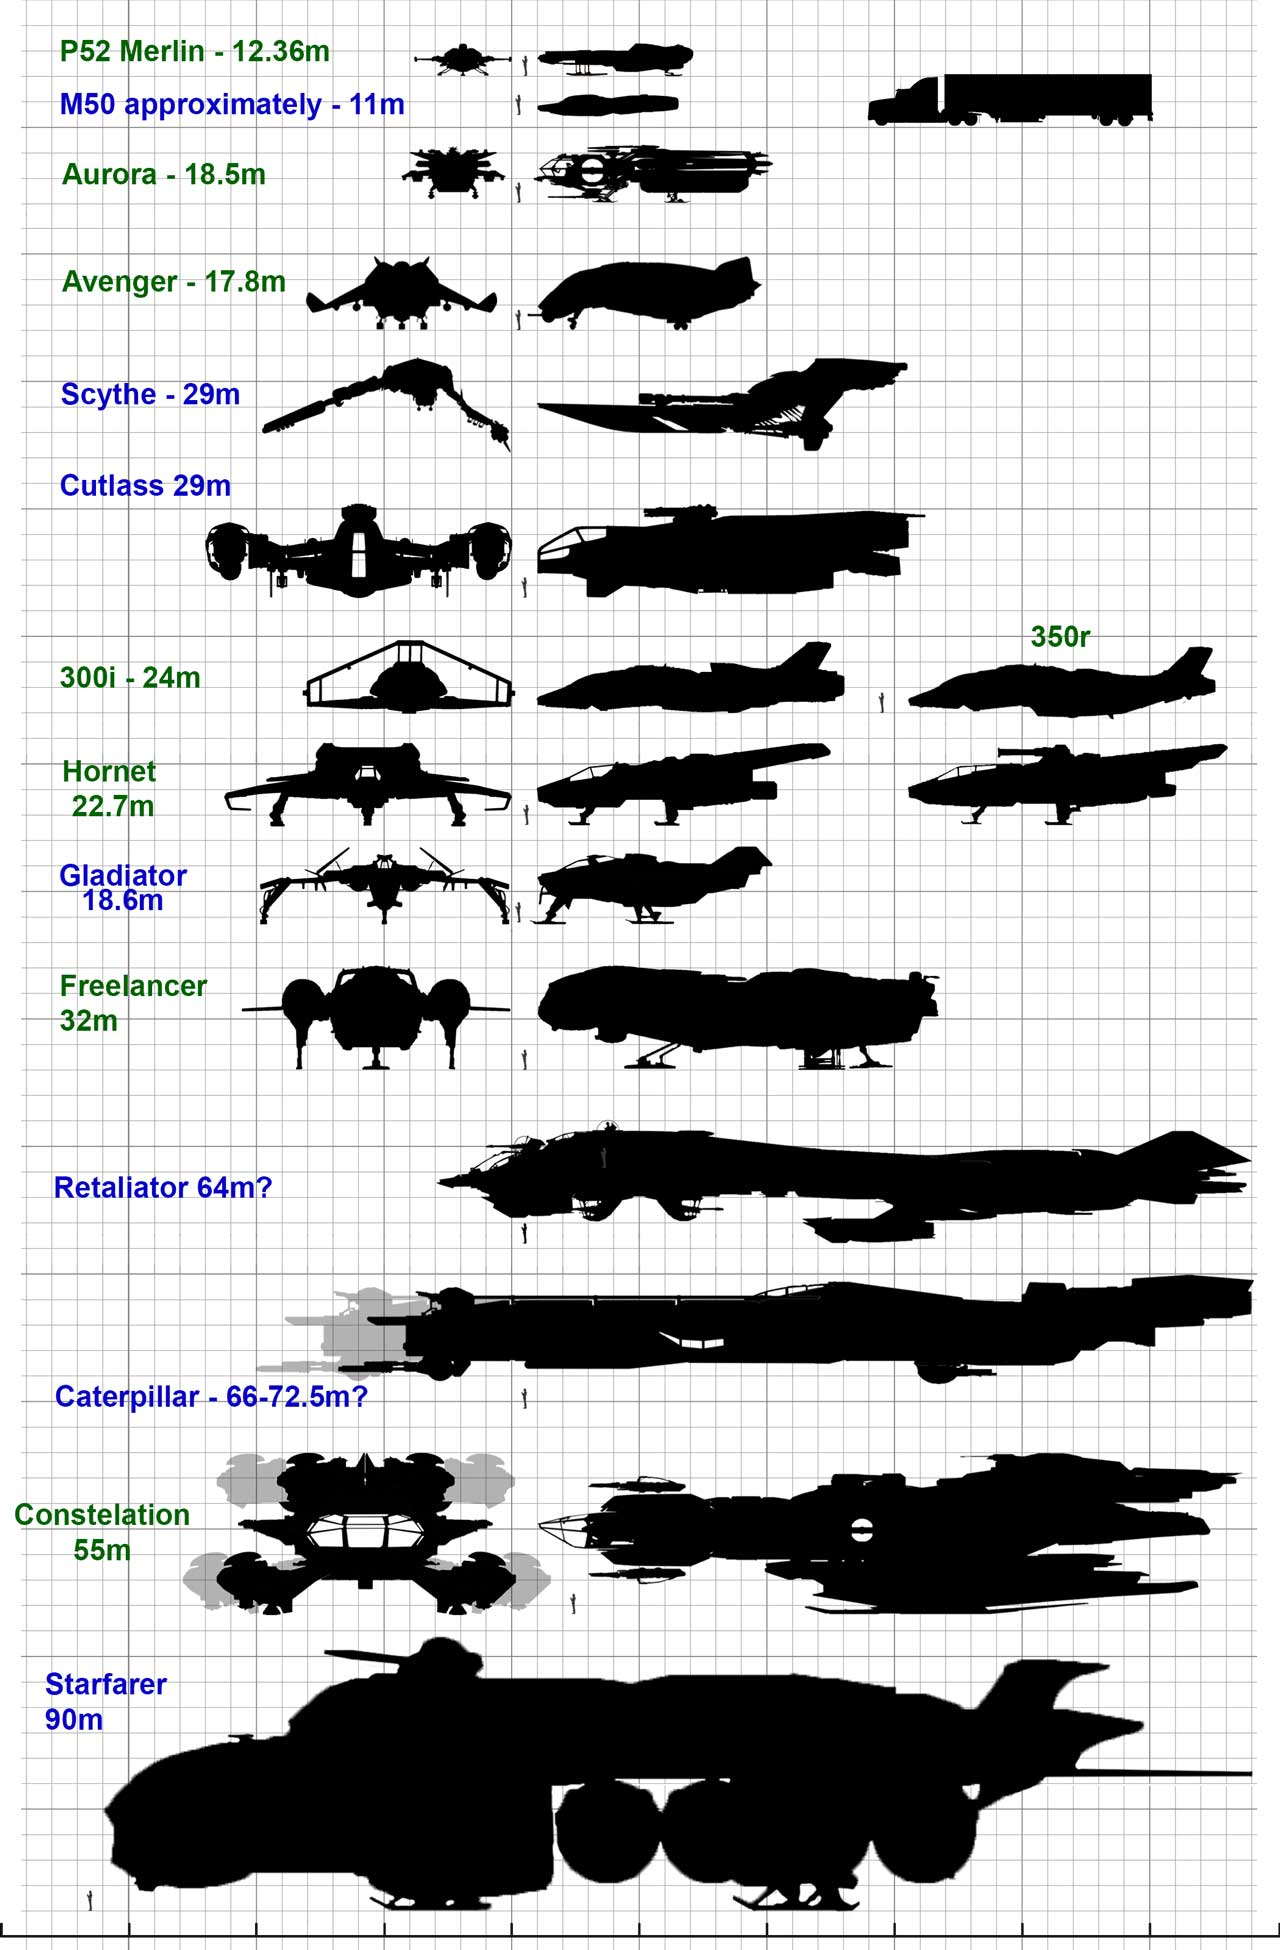 P52 Merlin - 12.36m
M50 approximately - 11m
Aurora - 18.5m
Avenger - 17.8m
Scythe - 29m
Cutlass 29m
350r
300i - 24m
Hornet
22.7m
Gladiator
18.6m
Freelancer
32m
Retaliator 64m?
Caterpillar - 66-72.5m?
Constelation
55m
Starfarer
90m